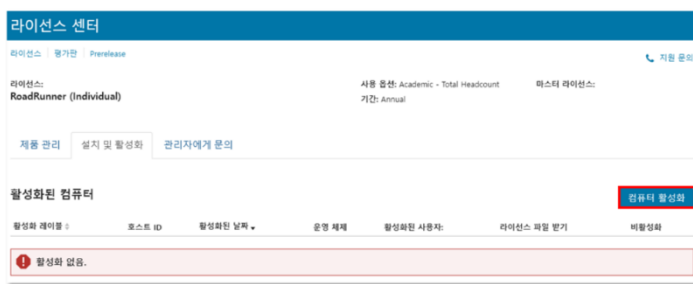 라이선스 센터
라이선스 평가판 Prerelease
지원 문의
라이선스: 사용 옵션: Academic - Total Headcount 마스터 라이선스:
RoadRunner (Individual) 기간: Annual
제품 관리 설치 및 활성화 관리자에게 문의
활성화된 컴퓨터
컴퓨터 활성화
활성화 레이블 호스트 ID 활성화된 날짜 운영 체제 활성화된 사용자: 라이선스 파일 받기 비활성화
활성화 없음.